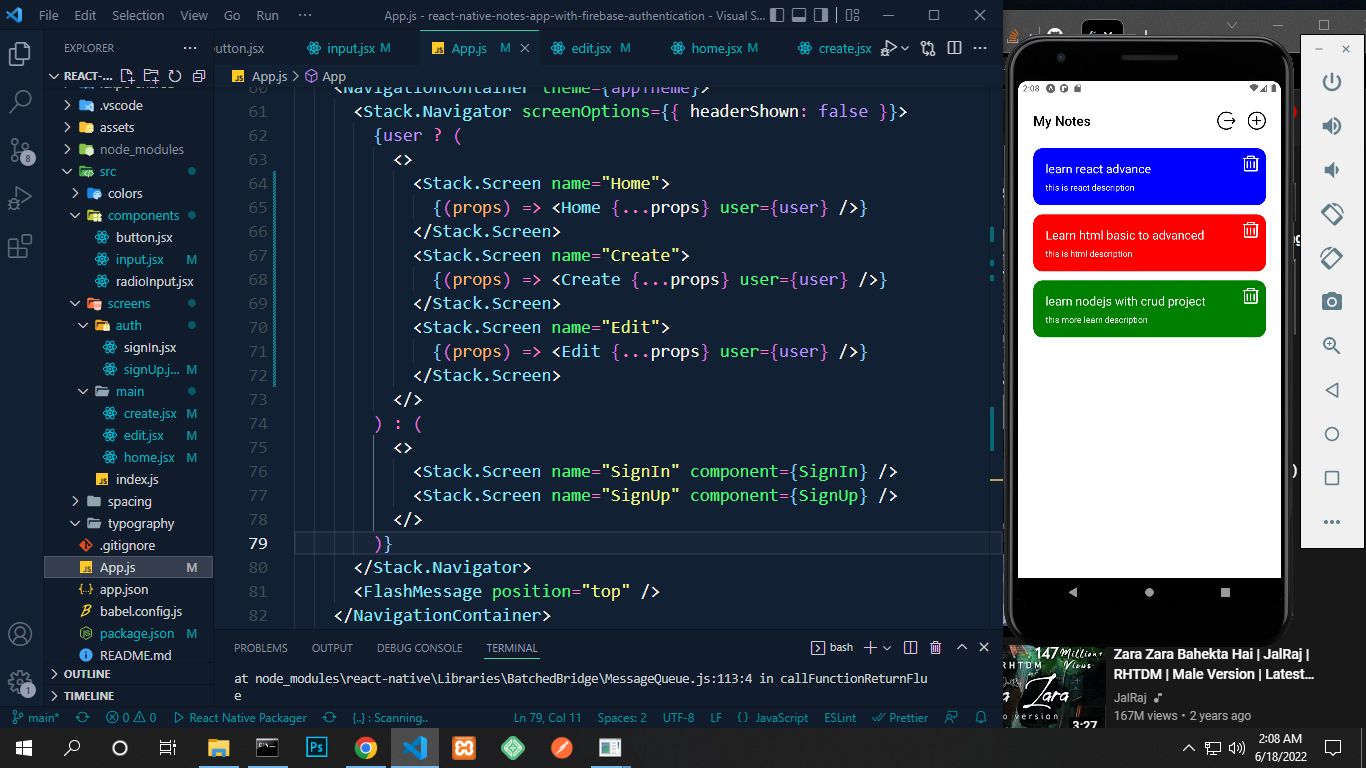 File Edit Selection View Go Run ··· App.js - react-native-notes-app-with-firebase-authentication - Visual S...
EXPLORER ···
REACT-...
.vscode
assets
node_modules
src
colors
components
button.jsx
input.jsx M
radioInput.jsx
screens
auth
signIn.jsx
signUp.j... M
main
create.jsx M
edit.jsx M
home.jsx M
index.js
spacing
typography
.gitignore
App.js M
app.json
babel.config.js
package.json M
README.md
OUTLINE
TIMELINE
8
1
utton.jsx input.jsx M App.js M edit.jsx M home.jsx M create.jsx
App.js > App
60 <NavigationContainer theme={appTheme}>
61 <Stack.Navigator screenOptions={{ headerShown: false }}>
62 {user ? (
63 <>
64 <Stack.Screen name="Home">
65 {(props) => <Home {...props} user={user} />}
66 </Stack.Screen>
67 <Stack.Screen name="Create">
68 {(props) => <Create {...props} user={user} />}
69 </Stack.Screen>
70 <Stack.Screen name="Edit">
71 {(props) => <Edit {...props} user={user} />}
72 </Stack.Screen>
73 </>
74 ) : (
75 <>
76 <Stack.Screen name="SignIn" component={SignIn} />
77 <Stack.Screen name="SignUp" component={SignUp} />
78 </>
79 )}
80 </Stack.Navigator>
81 <FlashMessage position="top" />
82 </NavigationContainer>
PROBLEMS OUTPUT DEBUG CONSOLE TERMINAL bash
at node_modules\react-native\Libraries\BatchedBridge\MessageQueue.js:113:4 in callFunctionReturnFlu
e
main* 0 0 React Native Packager {..} : Scanning.. Ln 79, Col 11 Spaces: 2 UTF-8 LF {} JavaScript ESLint Prettier
2:08
My Notes
learn react advance
this is react description
Learn html basic to advanced
this is html description
learn nodejs with crud project
this more learn description
147 Million+
Views
RHTDM
Zara
3:27
Zara Zara Bahekta Hai | JalRaj |
RHTDM | Male Version | Latest...
JalRaj
167M views • 2 years ago
Ps
2:08 AM
6/18/2022